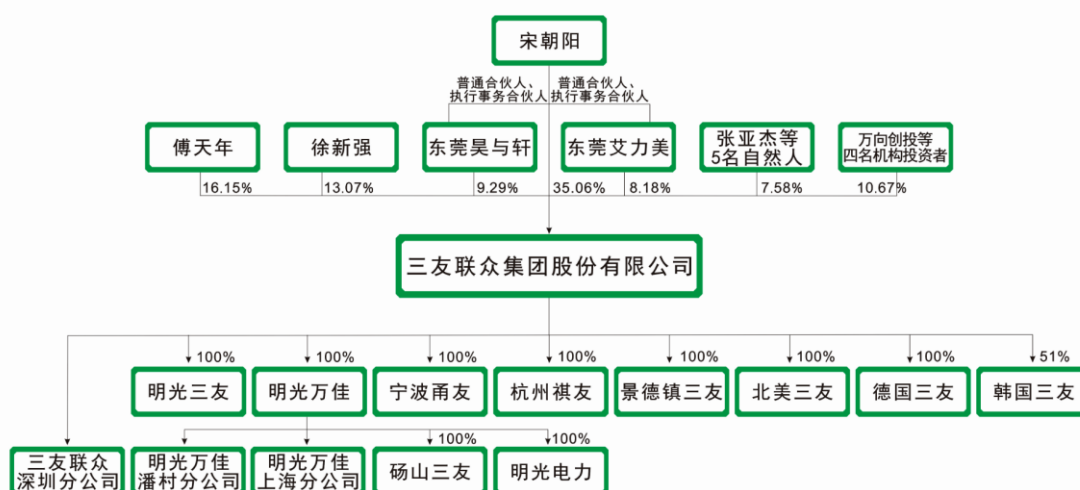 宋朝阳
普通合伙人、
执行事务合伙人
普通合伙人、
执行事务合伙人
傅天年
徐新强
东莞昊与轩
东莞艾力美
张亚杰等
5名自然人
万向创投等
四名机构投资者
16.15%
13.07%
9.29%
35.06%
8.18%
7.58%
10.67%
三友联众集团股份有限公司
100%
100%
100%
100%
100%
100%
100%
51%
明光三友
明光万佳
宁波甬友
杭州祺友
景德镇三友
北美三友
德国三友
韩国三友
100%
100%
三友联众
深圳分公司
明光万佳
潘村分公司
明光万佳
上海分公司
砀山三友
明光电力